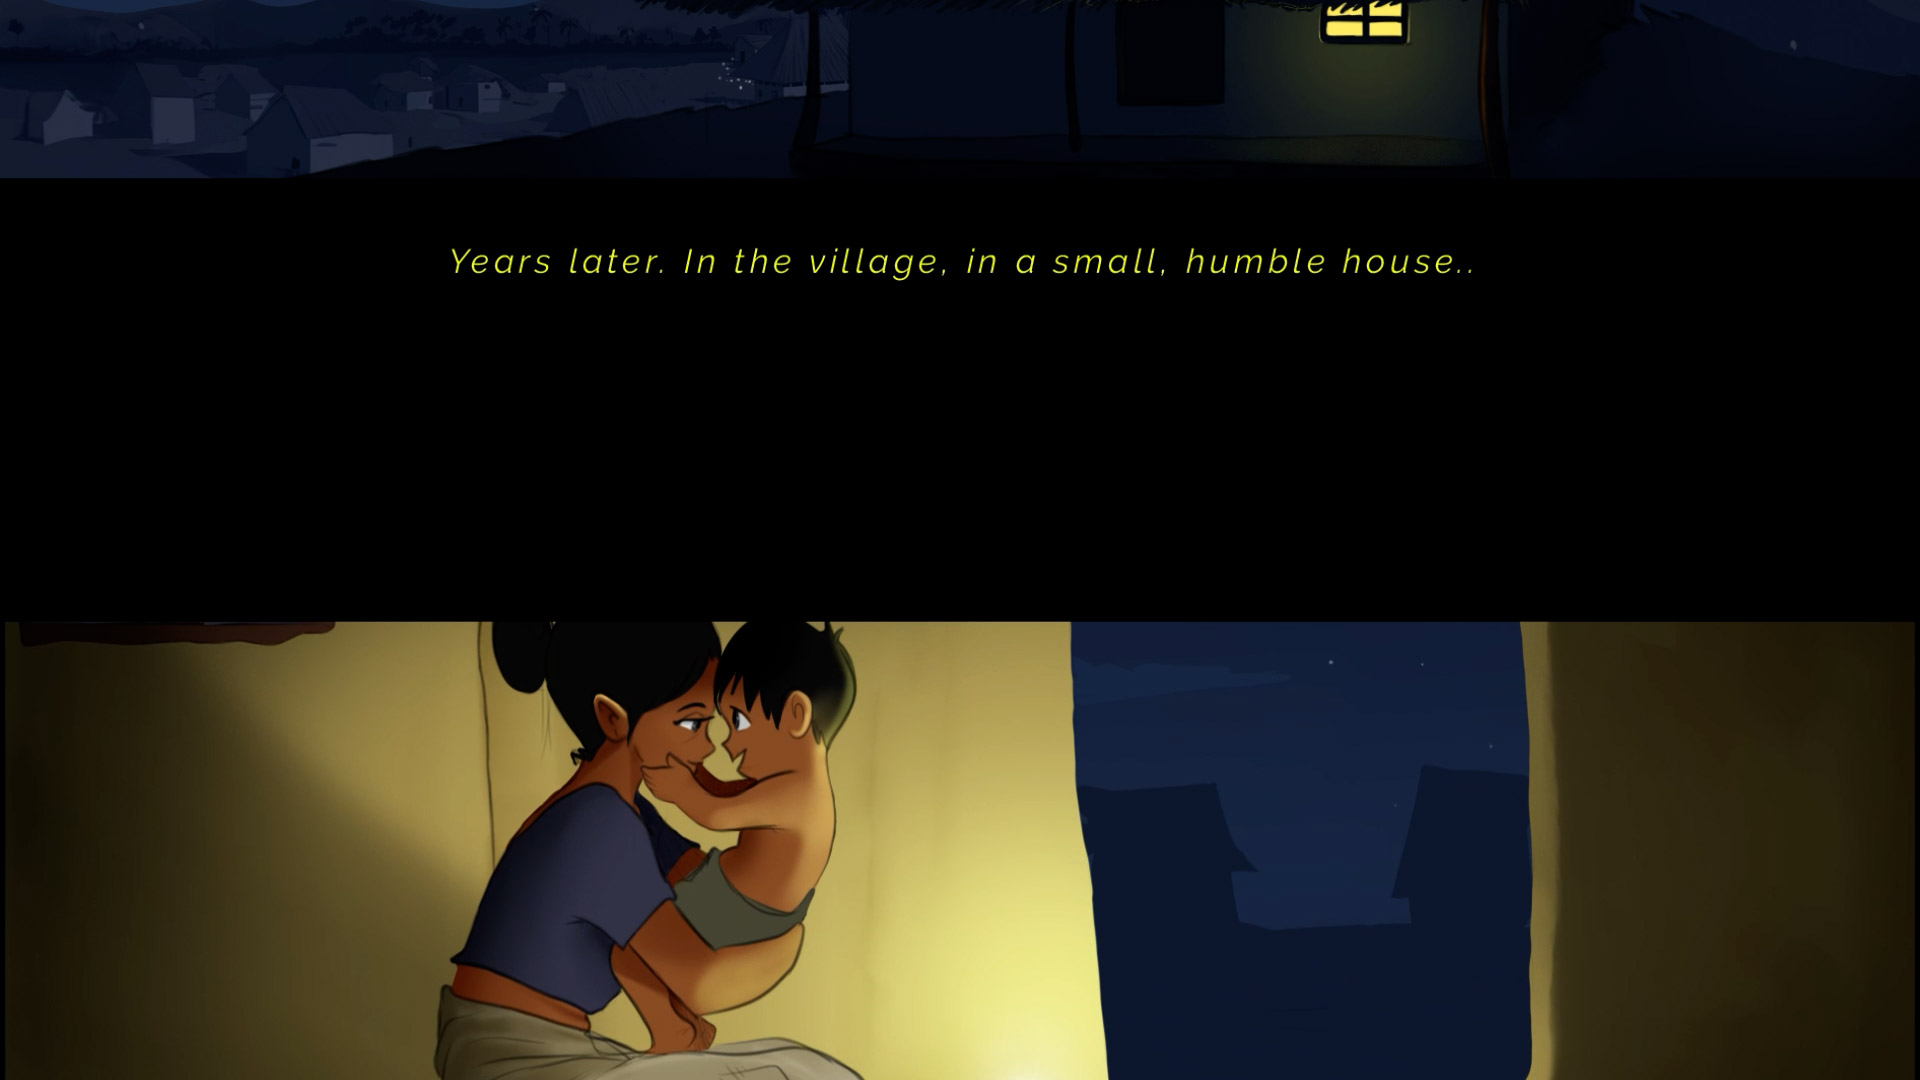 Years later. In the village, in a small, humble house..